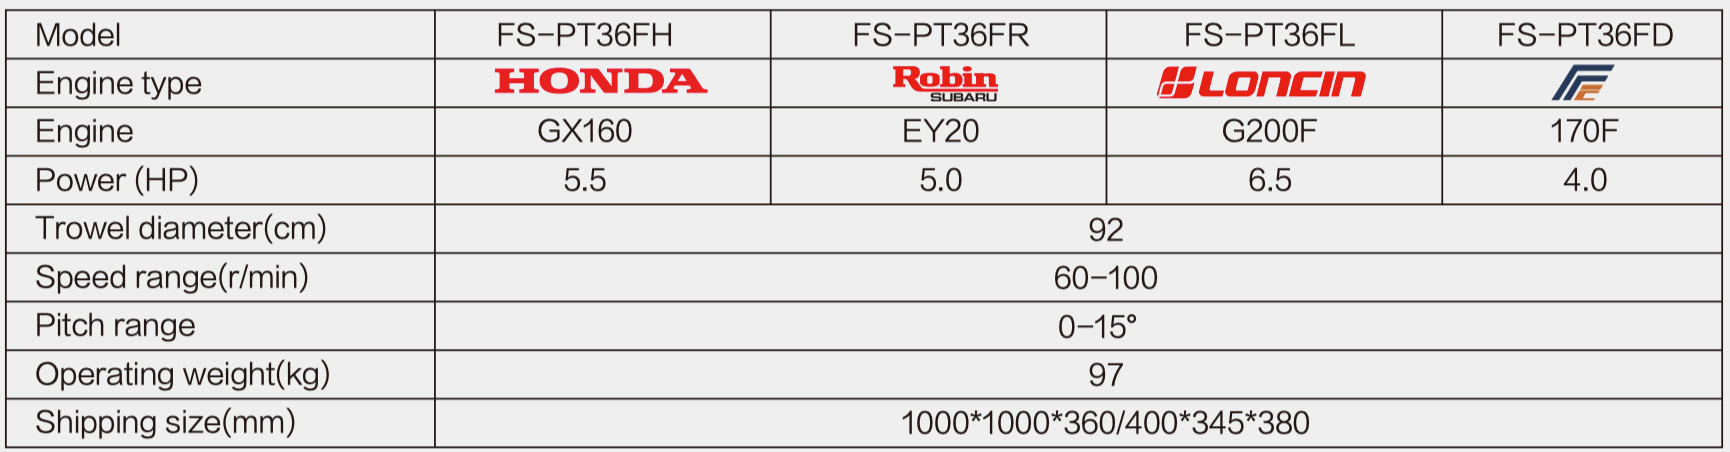 Model FS-PT36FH FS-PT36FR FS-PT36FL FS-PT36FD
Engine type HONDA Robin SUBARU LONCIN
Engine GX160 EY20 G200F 170F
Power (HP) 5.5 5.0 6.5 4.0
Trowel diameter(cm) 92
Speed range(r/min) 60-100
Pitch range 0-15°
Operating weight(kg) 97
Shipping size(mm) 1000*1000*360/400*345*380